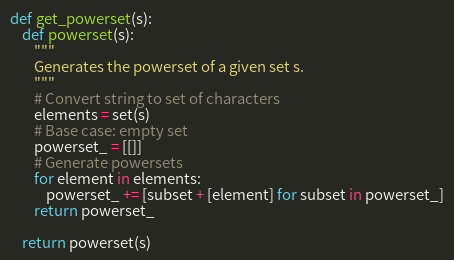 def get_powerset(s):
    def powerset(s):
        """
        Generates the powerset of a given set s.
        """
        # Convert string to set of characters
        elements = set(s)
        # Base case: empty set
        powerset_ = [[]]
        # Generate powersets
        for element in elements:
            powerset_ += [subset + [element] for subset in powerset_]
        return powerset_

    return powerset(s)